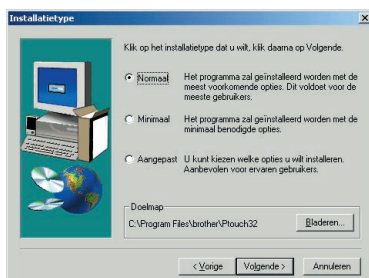 Installatietype
Klik op het installatietype dat u wilt, klik daarna op Volgende.
Normaal
Het programma zal geïnstalleerd worden met de
meest voorkomende opties. Dit voldoet voor de
meeste gebruikers.
Minimaal
Het programma zal geïnstalleerd worden met de
minimaal benodigde opties.
Aangepast
U kunt kiezen welke opties u wilt installeren.
Aanbevolen voor ervaren gebruikers.
Doelmap
C:\Program Files\brother\Ptouch32
Bladeren...
< Vorige
Volgende >
Annuleren